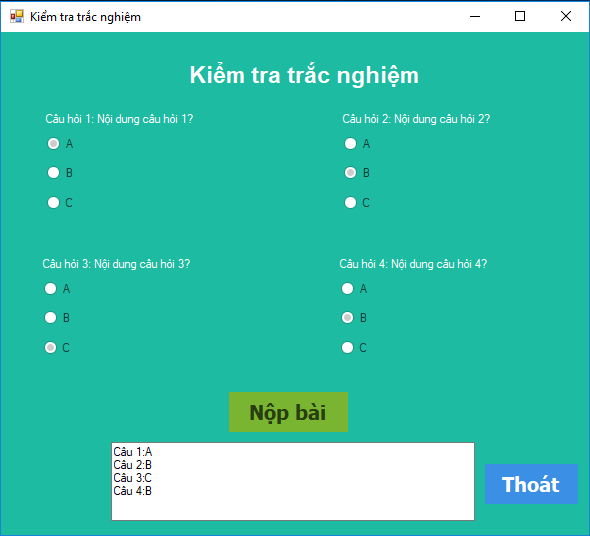 Kiểm tra trắc nghiệm
Kiểm tra trắc nghiệm
Câu hỏi 1: Nội dung câu hỏi 1?
A
B
C
Câu hỏi 2: Nội dung câu hỏi 2?
A
B
C
Câu hỏi 3: Nội dung câu hỏi 3?
A
B
C
Câu hỏi 4: Nội dung câu hỏi 4?
A
B
C
Nộp bài
Câu 1:A
Câu 2:B
Câu 3:C
Câu 4:B
Thoát